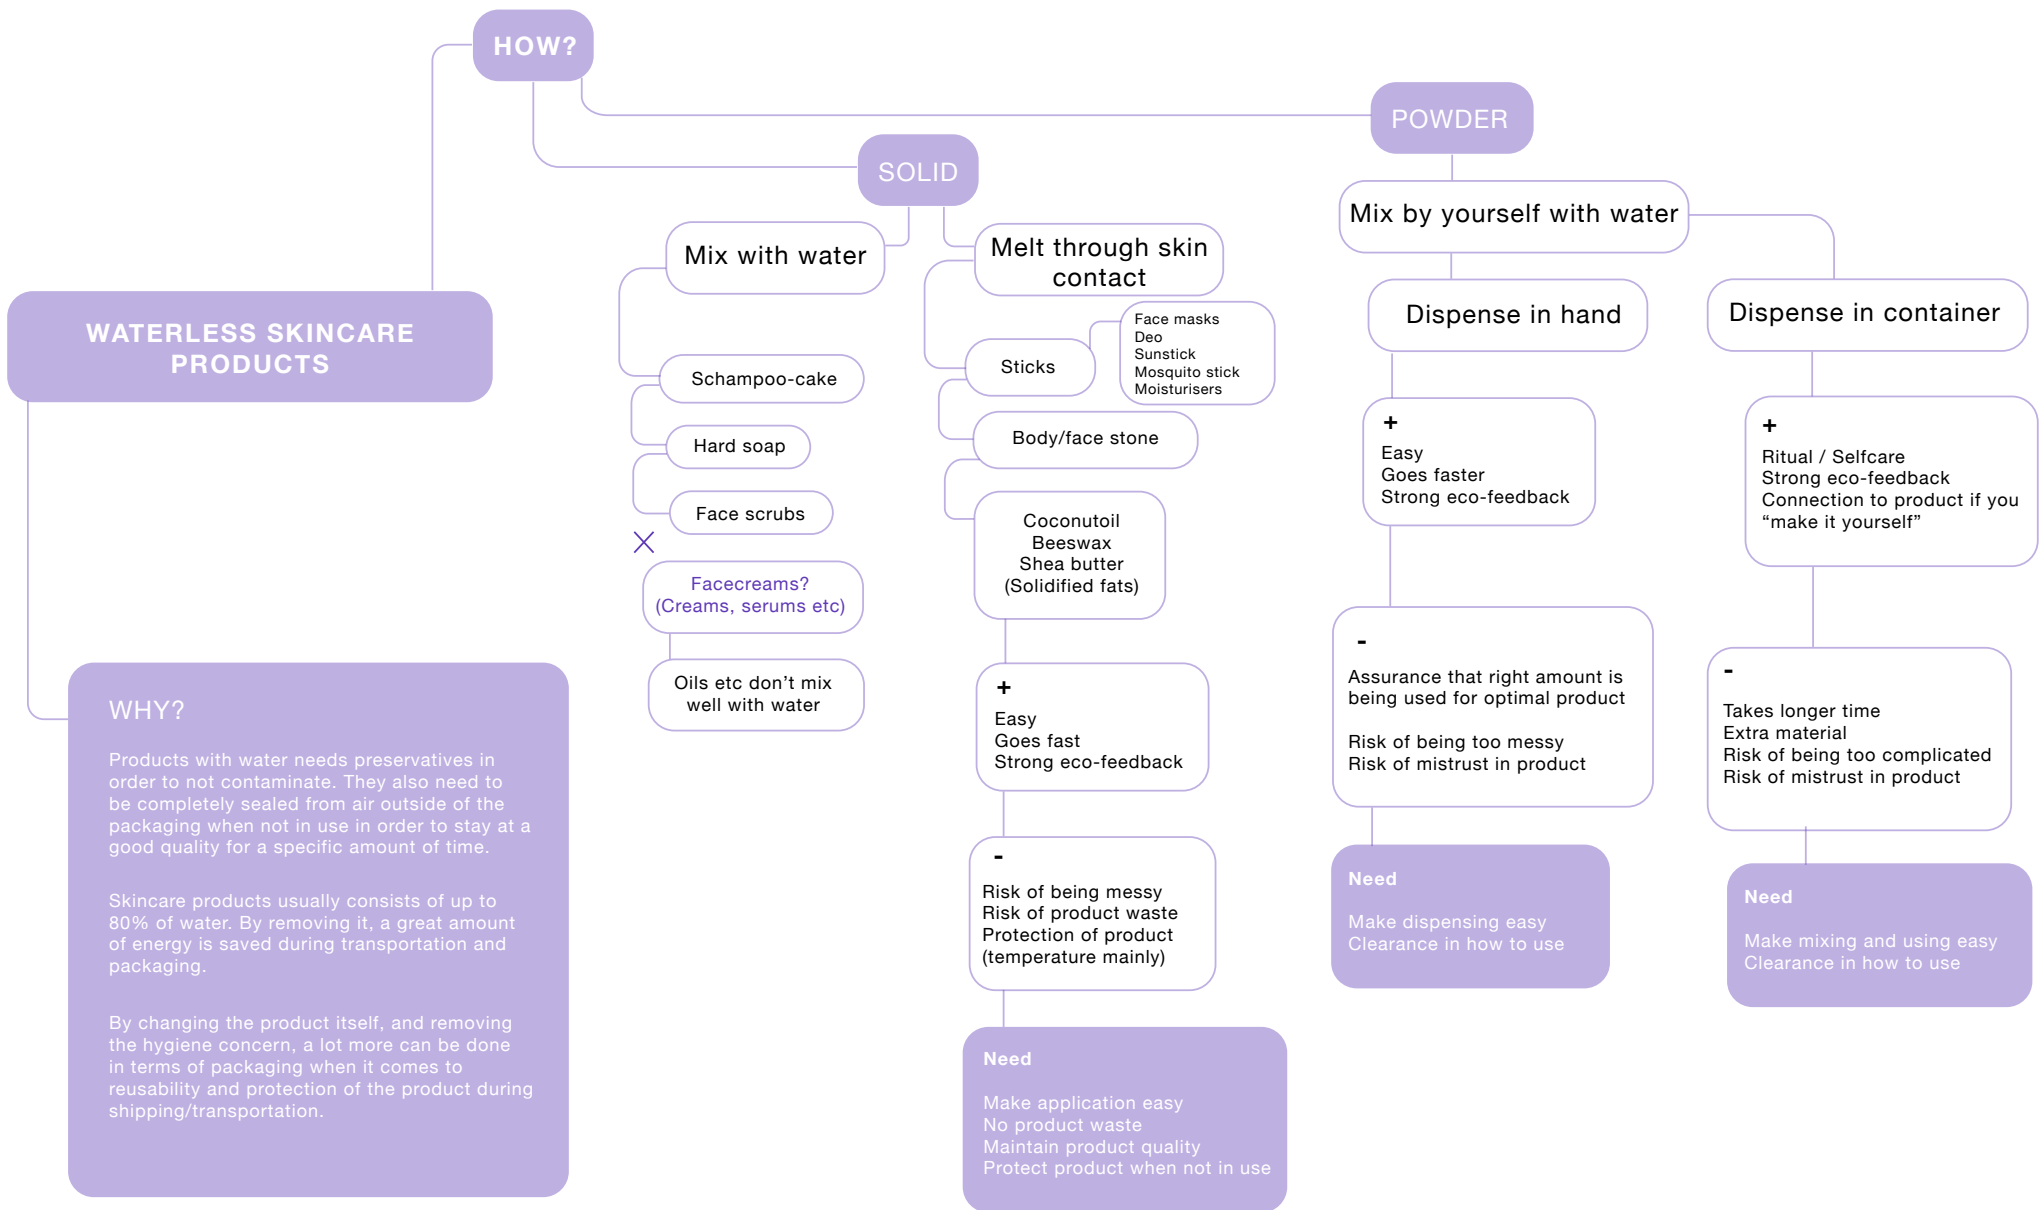 HOW?
POWDER
SOLID
Mix by yourself with water
Mix with water
Melt through skin
contact
Dispense in hand
Dispense in container
WATERLESS SKINCARE
PRODUCTS
Face masks
Deo
Sunstick
Mosquito stick
Moisturisers
Sticks
Schampoo-cake
Body/face stone
Hard soap
Face scrubs
Facecreams?
(Creams, serums etc)
Oils etc don’t mix
well with water
Coconutoil
Beeswax
Shea butter
(Solidified fats)
+
Easy
Goes fast
Strong eco-feedback
-
Risk of being messy
Risk of product waste
Protection of product
(temperature mainly)
Need
Make application easy
No product waste
Maintain product quality
Protect product when not in use
+
Easy
Goes faster
Strong eco-feedback
-
Assurance that right amount is
being used for optimal product
Risk of being too messy
Risk of mistrust in product
Need
Make dispensing easy
Clearance in how to use
+
Ritual / Selfcare
Strong eco-feedback
Connection to product if you
“make it yourself”
-
Takes longer time
Extra material
Risk of being too complicated
Risk of mistrust in product
Need
Make mixing and using easy
Clearance in how to use
WHY?
Products with water needs preservatives in
order to not contaminate. They also need to
be completely sealed from air outside of the
packaging when not in use in order to stay at a
good quality for a specific amount of time.
Skincare products usually consists of up to
80% of water. By removing it, a great amount
of energy is saved during transportation and
packaging.
By changing the product itself, and removing
the hygiene concern, a lot more can be done
in terms of packaging when it comes to
reusability and protection of the product during
shipping/transportation.